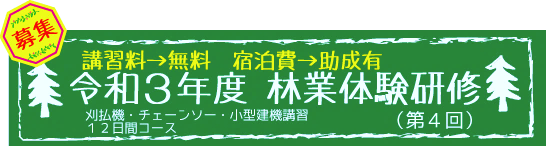 募集
講習料→無料　宿泊費→助成有
令和３年度 林業体験研修
刈払機・チェーンソー・小型建機講習
１２日間コース
（第４回）